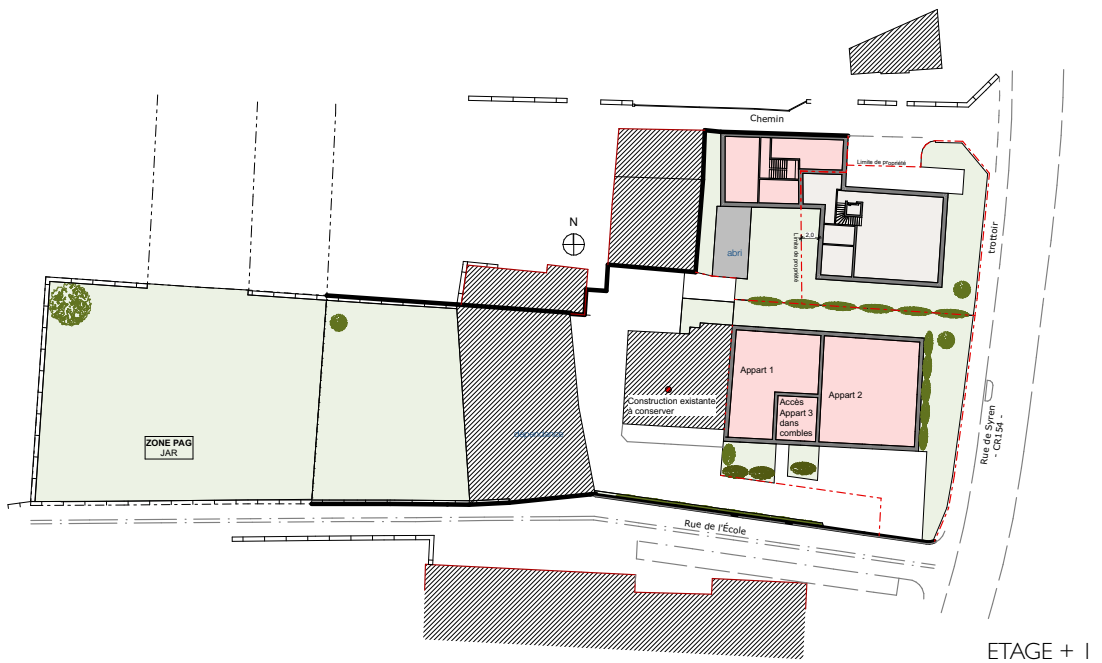 Chemin
Limite de propriété
N
trottoir
2.0
Limite de propriété
abri
Appart 1
Appart 2
Construction existante
à conserver
Accès
Appart 3
dans
combles
dépendance
ZONE PAG
JAR
Rue de Syren
- CR154 -
Rue de l'École
ETAGE + 1